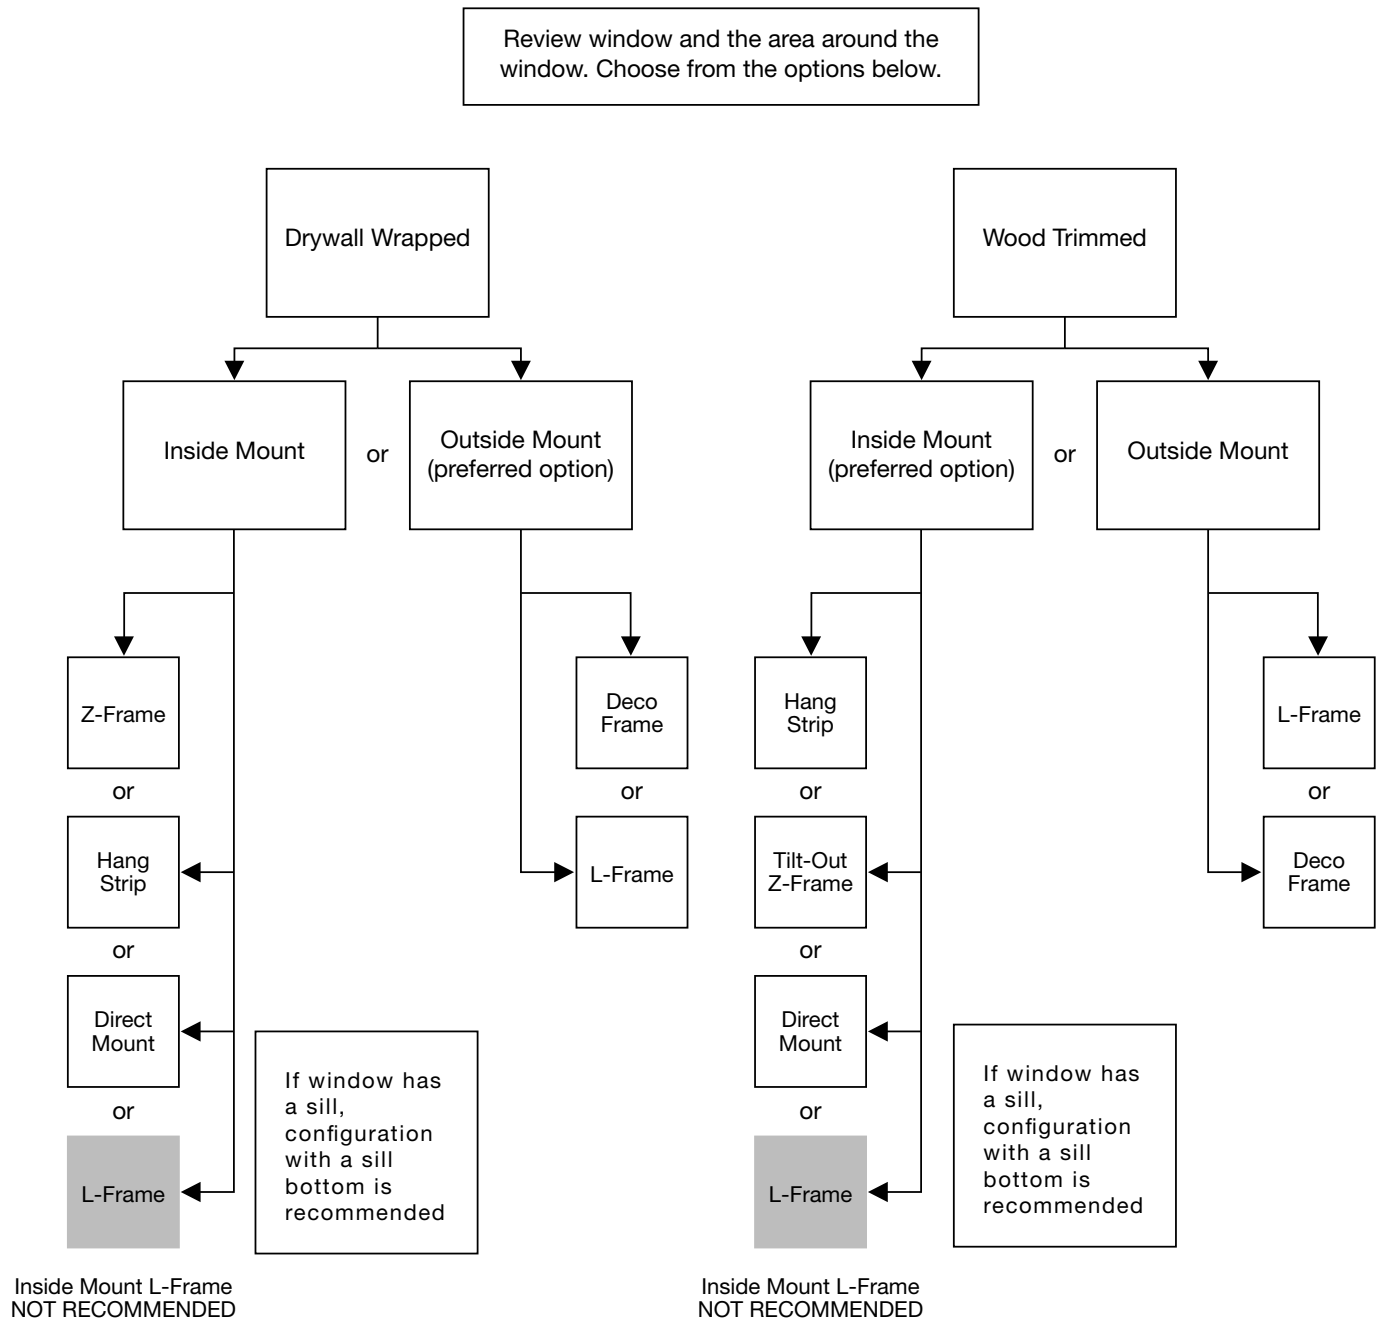 Review window and the area around the
window. Choose from the options below.
Drywall Wrapped
Wood Trimmed
Inside Mount
or
Outside Mount
(preferred option)
Inside Mount
(preferred option)
or
Outside Mount
Z-Frame
or
Hang
Strip
or
Direct
Mount
or
L-Frame
Inside Mount L-Frame
NOT RECOMMENDED
If window has
a sill,
configuration
with a sill
bottom is
recommended
Deco
Frame
or
L-Frame
Hang
Strip
or
Tilt-Out
Z-Frame
or
Direct
Mount
or
L-Frame
Inside Mount L-Frame
NOT RECOMMENDED
If window has
a sill,
configuration
with a sill
bottom is
recommended
L-Frame
or
Deco
Frame